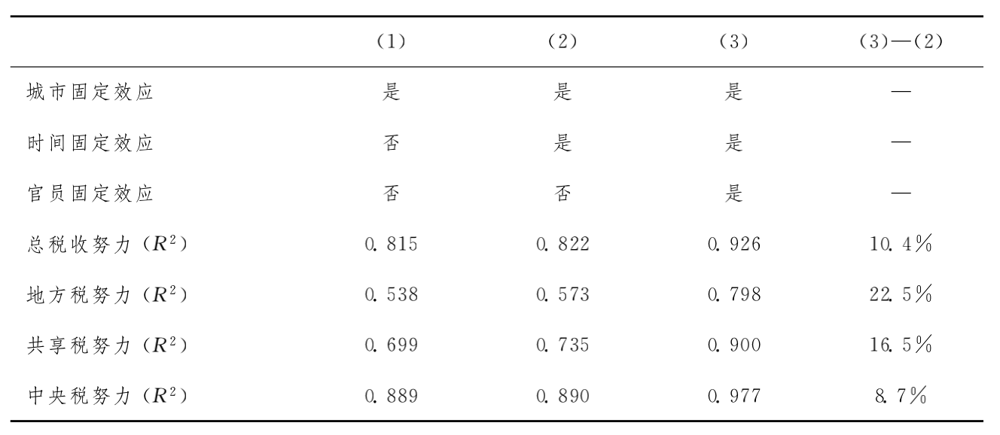 (1) (2) (3) (3)—(2)
城市固定效应 是 是 是 —
时间固定效应 否 是 是 —
官员固定效应 否 否 是 —
总税收努力(R²) 0.815 0.822 0.926 10.4%
地方税努力(R²) 0.538 0.573 0.798 22.5%
共享税努力(R²) 0.699 0.735 0.900 16.5%
中央税努力(R²) 0.889 0.890 0.977 8.7%